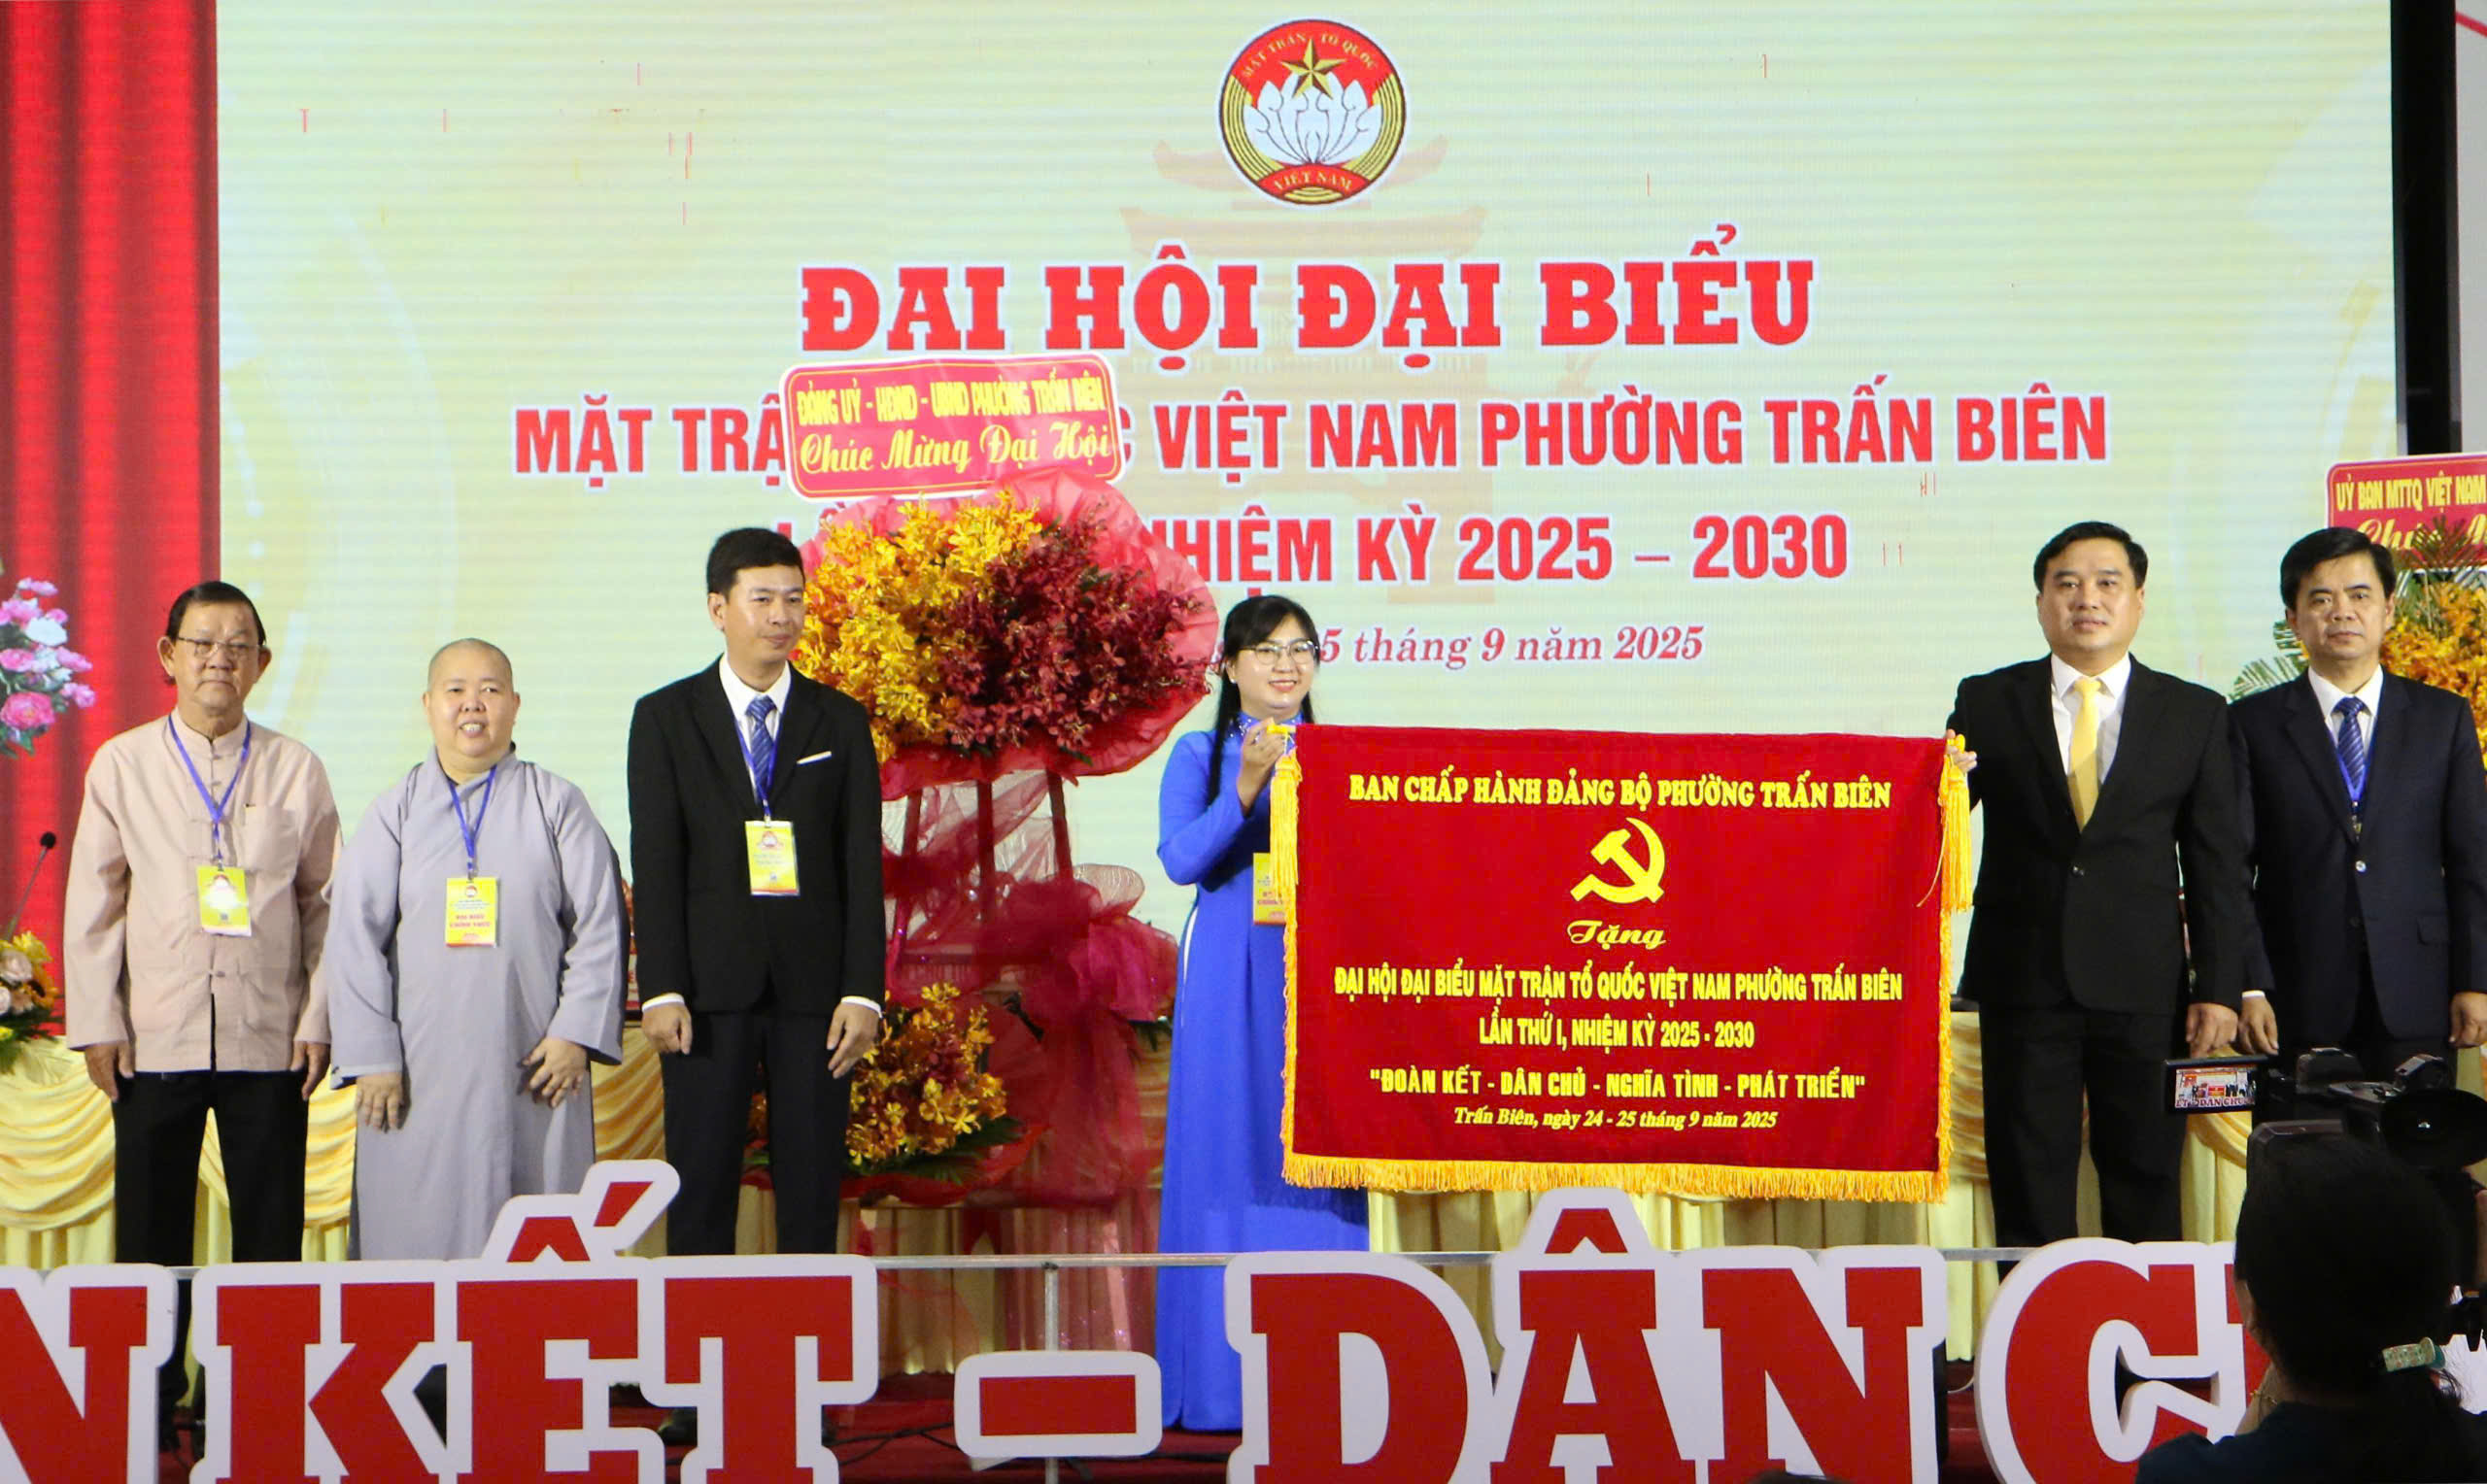 MẶT TRẬN TỔ QUỐC
VIỆT NAM
ĐẠI HỘI ĐẠI BIỂU
MẶT TRẬ VIỆT NAM PHƯỜNG TRẤN BIÊN
NHIỆM KỲ 2025 – 2030
5 tháng 9 năm 2025
ĐẢNG UỶ - HĐND - UBND PHƯỜNG TRẤN BIÊN
Chúc Mừng Đại Hội
UỶ BAN MTTQ VIỆT NAM
BAN CHẤP HÀNH ĐẢNG BỘ PHƯỜNG TRẤN BIÊN
Tặng
ĐẠI HỘI ĐẠI BIỂU MẶT TRẬN TỔ QUỐC VIỆT NAM PHƯỜNG TRẤN BIÊN
LẦN THỨ I, NHIỆM KỲ 2025 - 2030
"ĐOÀN KẾT - DÂN CHỦ - NGHĨA TÌNH - PHÁT TRIỂN"
Trấn Biên, ngày 24 - 25 tháng 9 năm 2025
N KẾT - DÂN C